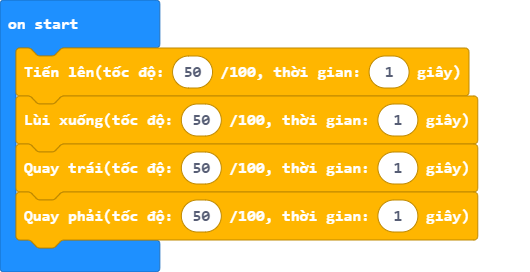 on start
Tiến lên(tốc độ: 50 /100, thời gian: 1 giây)
Lùi xuống(tốc độ: 50 /100, thời gian: 1 giây)
Quay trái(tốc độ: 50 /100, thời gian: 1 giây)
Quay phải(tốc độ: 50 /100, thời gian: 1 giây)